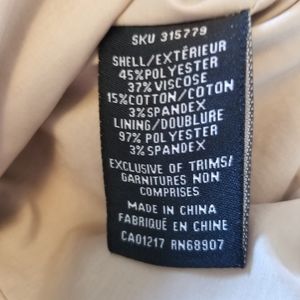 SKU 315779
SHELL/EXTÉRIEUR
45%POLYESTER
37% VISCOSE
15%COTTON/COTON
3%SPANDEX
LINING/DOUBLURE
97% POLYESTER
3%SPANDEX
EXCLUSIVE OF TRIMS/
GARNITURES NON
COMPRISES
MADE IN CHINA
FABRIQUÉ EN CHINE
CA01217 RN68907